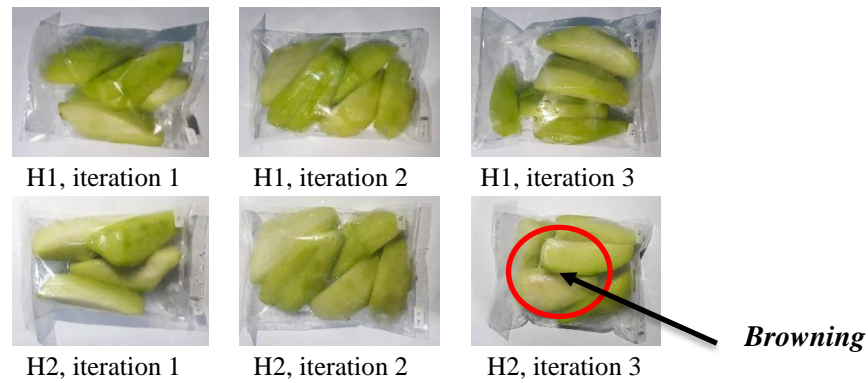 H1, iteration 1
H1, iteration 2
H1, iteration 3
H2, iteration 1
H2, iteration 2
H2, iteration 3
Browning